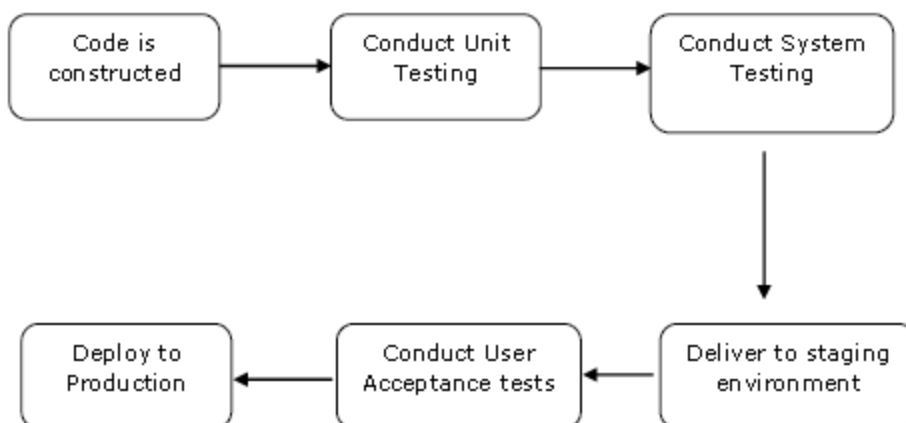 Code is
constructed
Conduct Unit
Testing
Conduct System
Testing
Deliver to staging
environment
Conduct User
Acceptance tests
Deploy to
Production